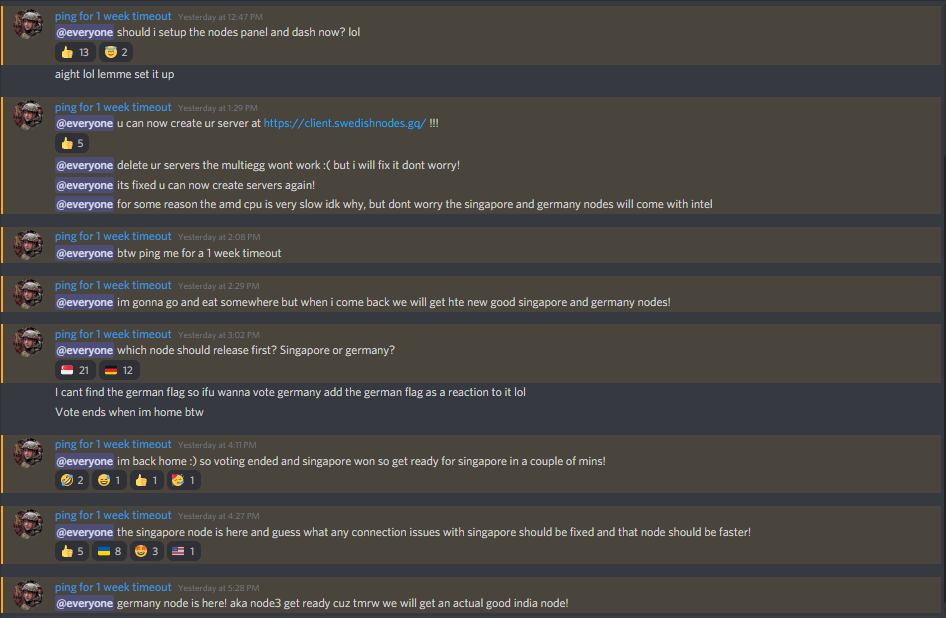 ping for 1 week timeout Yesterday at 12:47 PM
@everyone should i setup the nodes panel and dash now? lol
13 2
aight lol lemme set it up
ping for 1 week timeout Yesterday at 1:29 PM
@everyone u can now create ur server at https://client.swedishnodes.gq/ !!!
5
@everyone delete ur servers the multiegg wont work :( but i will fix it dont worry!
@everyone its fixed u can now create servers again!
@everyone for some reason the amd cpu is very slow idk why, but dont worry the singapore and germany nodes will come with intel
ping for 1 week timeout Yesterday at 2:08 PM
@everyone btw ping me for a 1 week timeout
ping for 1 week timeout Yesterday at 2:29 PM
@everyone im gonna go and eat somewhere but when i come back we will get hte new good singapore and germany nodes!
ping for 1 week timeout Yesterday at 3:02 PM
@everyone which node should release first? Singapore or germany?
21 12
I cant find the german flag so ifu wanna vote germany add the german flag as a reaction to it lol
Vote ends when im home btw
ping for 1 week timeout Yesterday at 4:11 PM
@everyone im back home :) so voting ended and singapore won so get ready for singapore in a couple of mins!
2 1 1 1
ping for 1 week timeout Yesterday at 4:27 PM
@everyone the singapore node is here and guess what any connection issues with singapore should be fixed and that node should be faster!
5 8 3 1
ping for 1 week timeout Yesterday at 5:28 PM
@everyone germany node is here! aka node3 get ready cuz tmrw we will get an actual good india node!